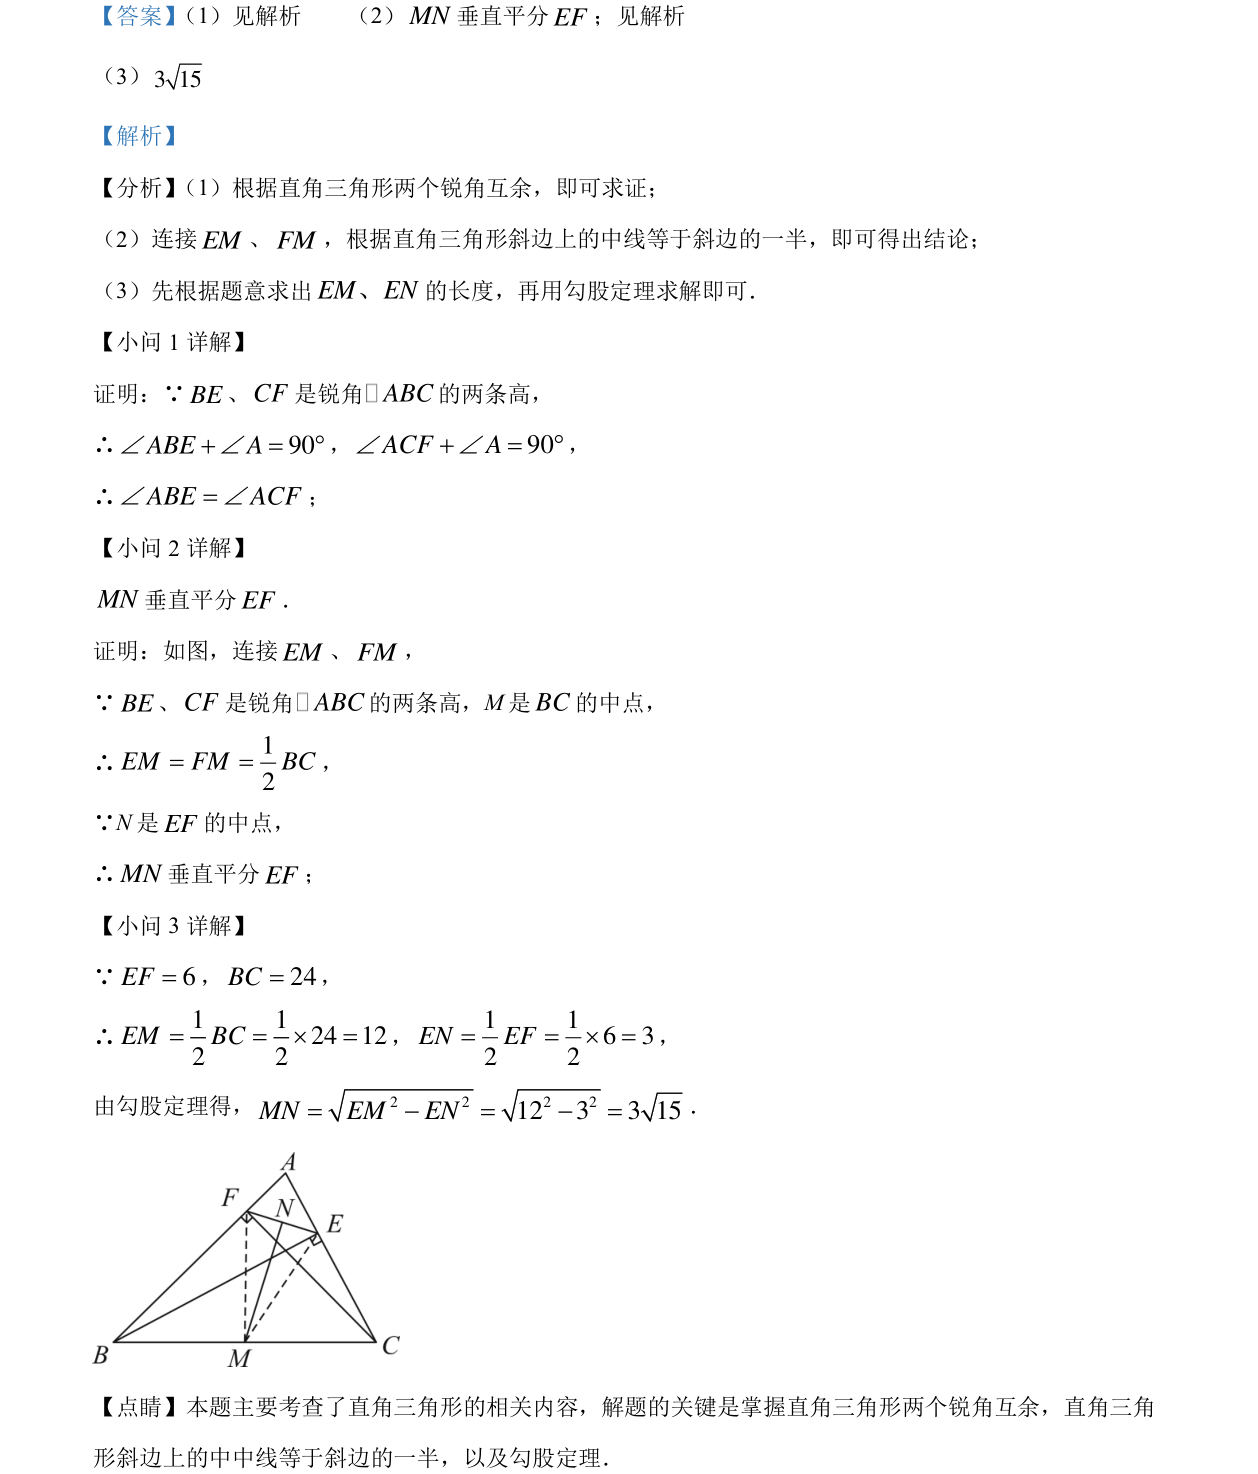 【答案】（1）见解析 （2）MN 垂直平分 EF；见解析
（3）3√15
【解析】
【分析】（1）根据直角三角形两个锐角互余，即可求证；
（2）连接 EM 、 FM ，根据直角三角形斜边上的中线等于斜边的一半，即可得出结论；
（3）先根据题意求出 EM、EN 的长度，再用勾股定理求解即可．
【小问 1 详解】
证明：∵ BE 、 CF 是锐角□ABC 的两条高，
∴∠ABE+∠A=90°，∠ACF+∠A=90°，
∴∠ABE=∠ACF；
【小问 2 详解】
MN 垂直平分 EF．
证明：如图，连接 EM 、 FM ，
∵ BE 、CF 是锐角□ABC 的两条高，M 是 BC 的中点，
∴ EM = FM = 1/2 BC ，
∵N 是 EF 的中点，
∴ MN 垂直平分 EF；
【小问 3 详解】
∵ EF = 6，BC = 24，
∴ EM = 1/2 BC = 1/2 ×24 = 12，EN = 1/2 EF = 1/2 ×6 = 3，
由勾股定理得，MN = √(EM² − EN²) = √(12² − 3²) = 3√15．
A
F
N
E
B
M
C
【点睛】本题主要考查了直角三角形的相关内容，解题的关键是掌握直角三角形两个锐角互余，直角三角
形斜边上的中中线等于斜边的一半，以及勾股定理．